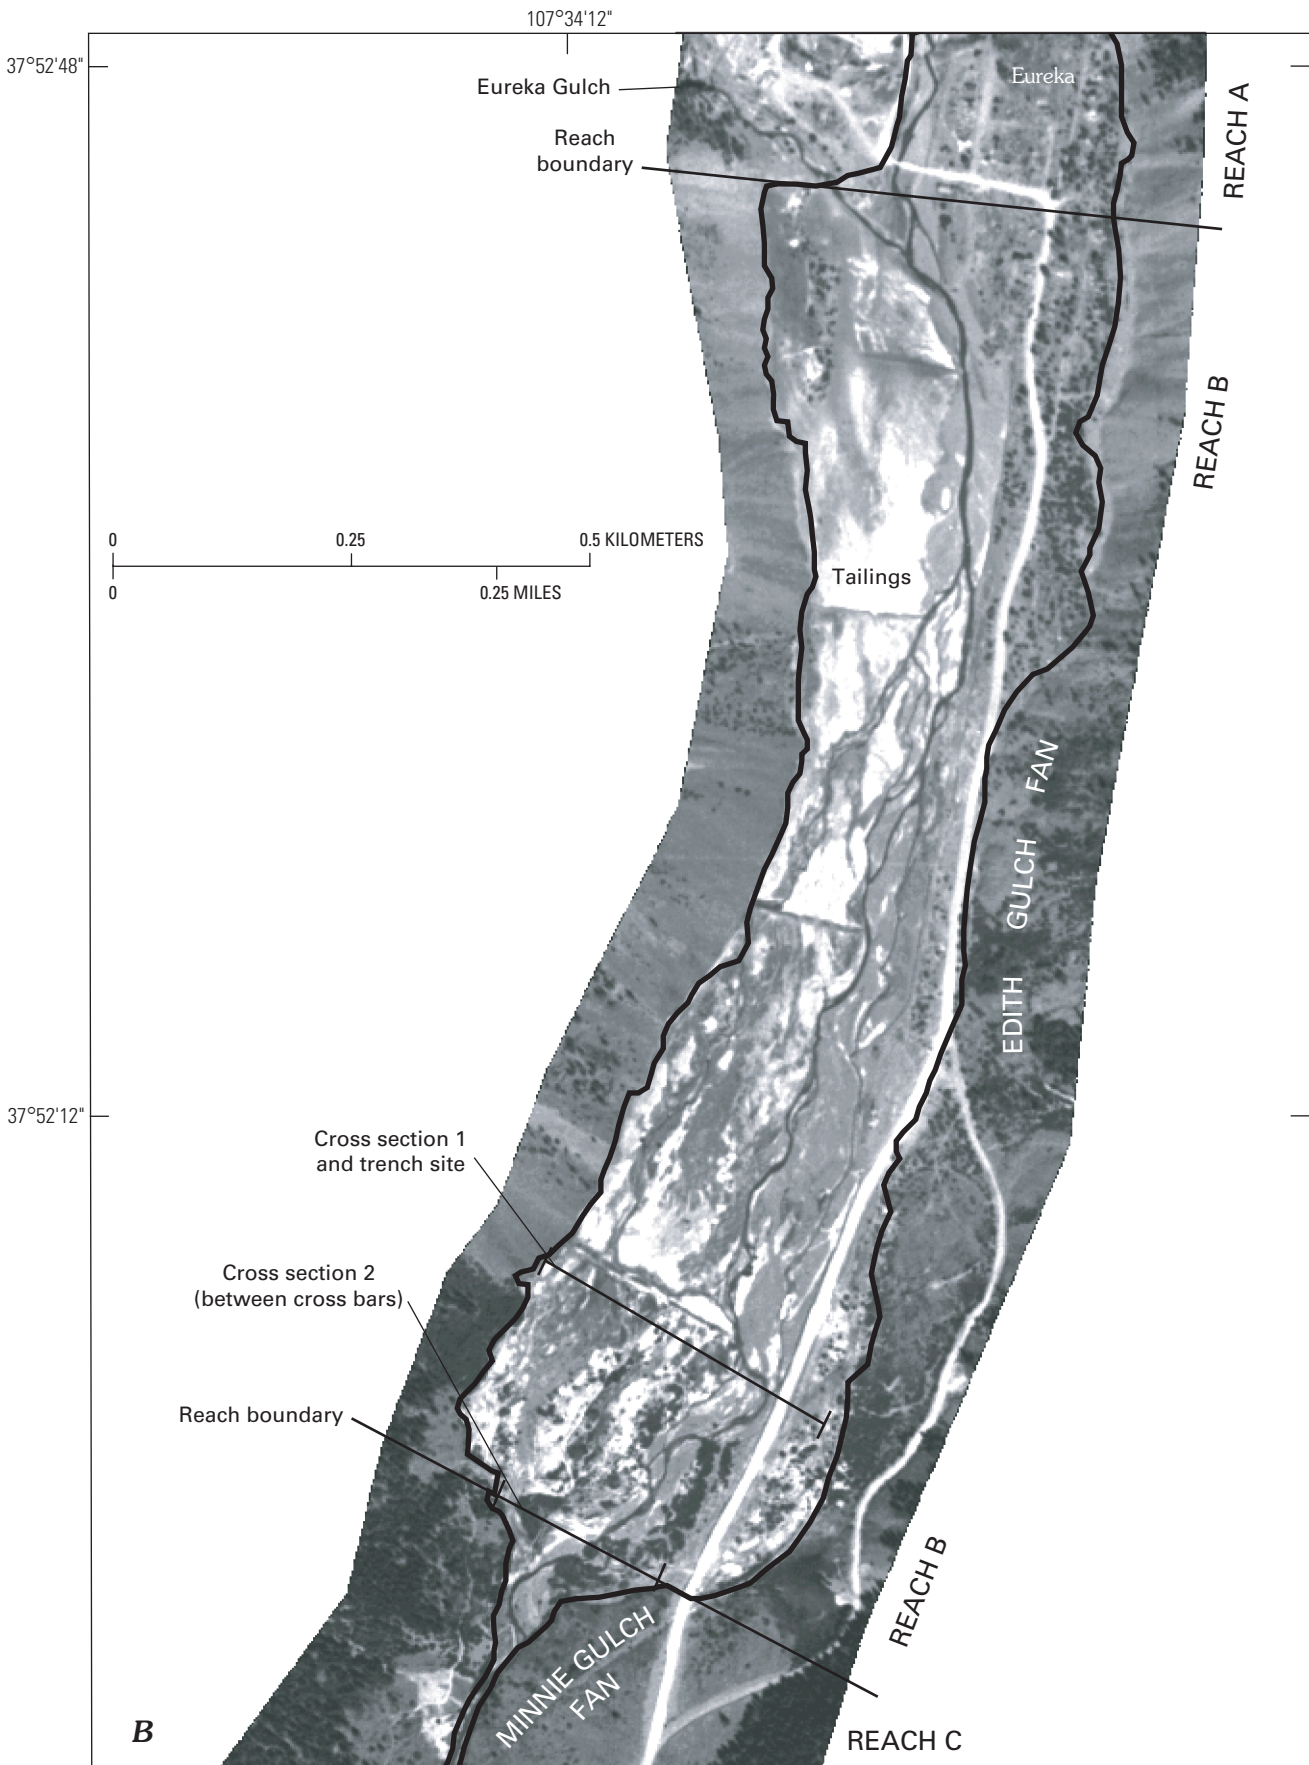 107°34'12"
37°52'48"
Eureka Gulch
Eureka
Reach
boundary
REACH A
REACH B
0 0.25 0.5 KILOMETERS
0 0.25 MILES
Tailings
EDITH GULCH FAN
37°52'12"
Cross section 1
and trench site
Cross section 2
(between cross bars)
Reach boundary
REACH B
MINNIE GULCH
FAN
B
REACH C